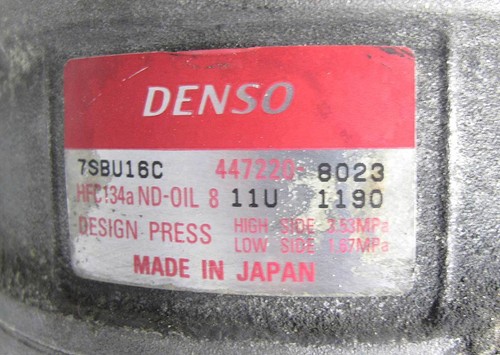 DENSO
7SBU16C 447220-8023
HFC134a ND-OIL 8 11U 1190
DESIGN PRESS HIGH SIDE 3.53MPa
LOW SIDE 1.67MPa
MADE IN JAPAN